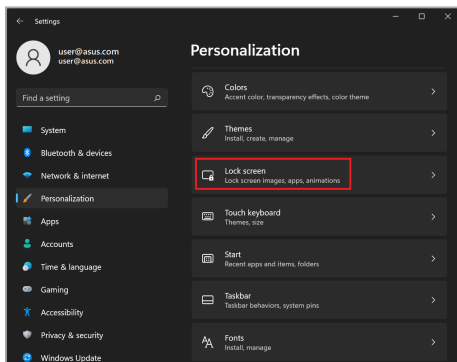 Settings
user@asus.com
user@asus.com
Find a setting
System
Bluetooth & devices
Network & internet
Personalization
Apps
Accounts
Time & language
Gaming
Accessibility
Privacy & security
Windows Update
Personalization
Colors
Accent color, transparency effects, color theme
Themes
Install, create, manage
Lock screen
Lock screen images, apps, animations
Touch keyboard
Themes, size
Start
Recent apps and items, folders
Taskbar
Taskbar behaviors, system pins
Fonts
Install, manage